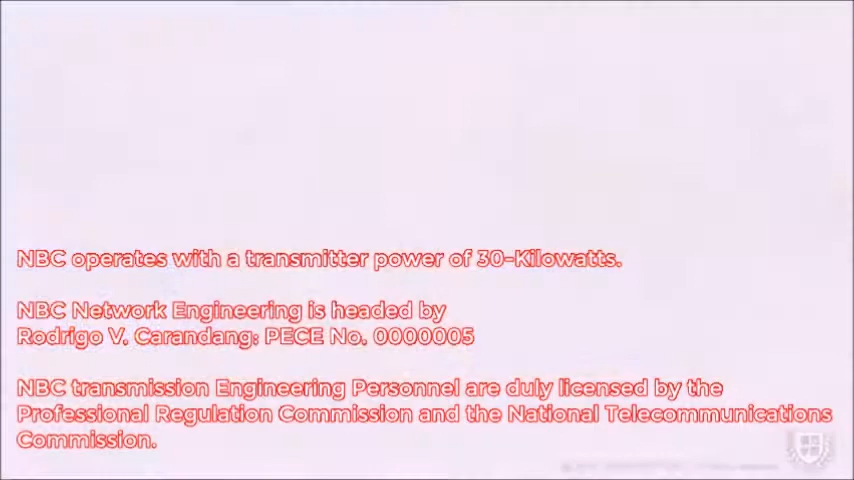 NBC operates with a transmitter power of 30-Kilowatts.
NBC Network Engineering is headed by
Rodrigo V. Carandang: PECE No. 0000005
NBC transmission Engineering Personnel are duly licensed by the
Professional Regulation Commission and the National Telecommunications
Commission.